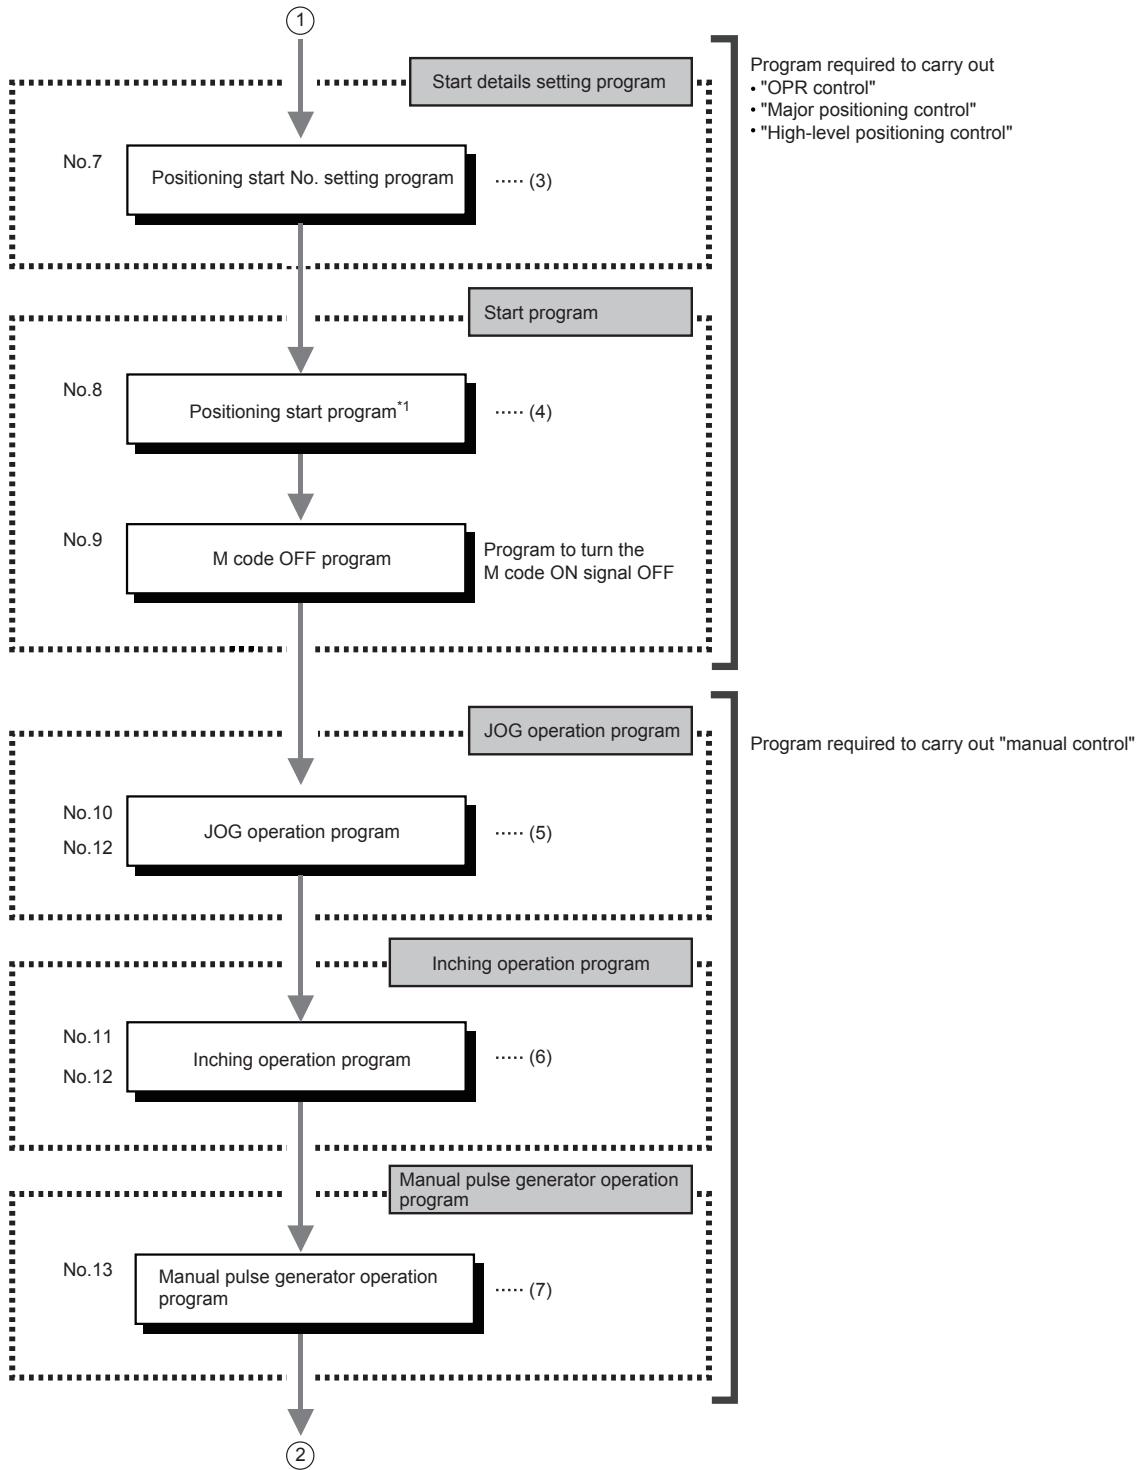 1
Start details setting program
Program required to carry out
• "OPR control"
• "Major positioning control"
• "High-level positioning control"
No.7
Positioning start No. setting program
····· (3)
Start program
No.8
Positioning start program*1
····· (4)
No.9
M code OFF program
Program to turn the
M code ON signal OFF
JOG operation program
Program required to carry out "manual control"
No.10
No.12
JOG operation program
····· (5)
Inching operation program
No.11
No.12
Inching operation program
····· (6)
Manual pulse generator operation
program
No.13
Manual pulse generator operation
program
····· (7)
2